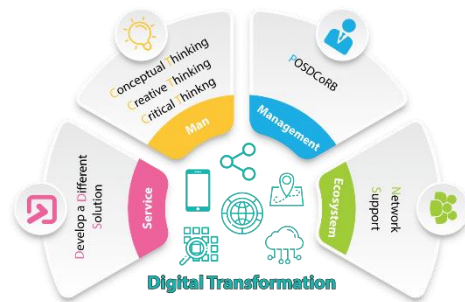 Conceptual Thinking
Creative Thinking
Critical Thinkng
Man
POSDCoRB
Management
Develop a Different
Solution
Service
Network
Support
Ecosystem
Digital Transformation